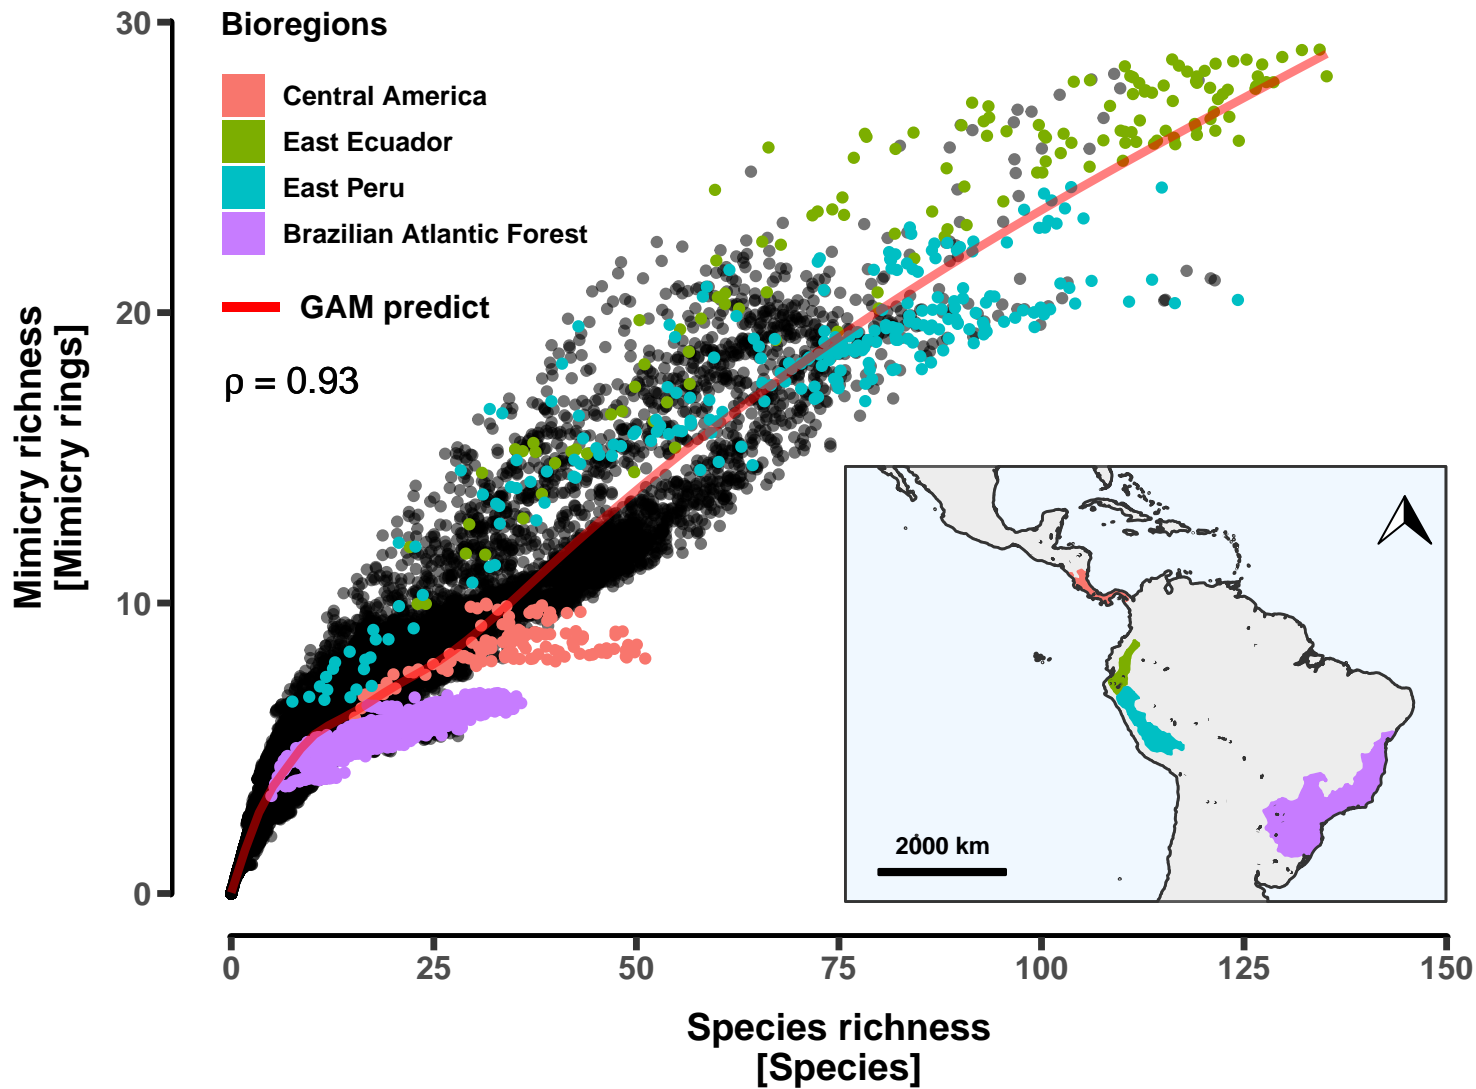 Bioregions
Central America
East Ecuador
East Peru
Brazilian Atlantic Forest
GAM predict
ρ = 0.93
Mimicry richness
[Mimicry rings]
30
20
10
0
2000 km
0
25
50
75
100
125
150
Species richness
[Species]